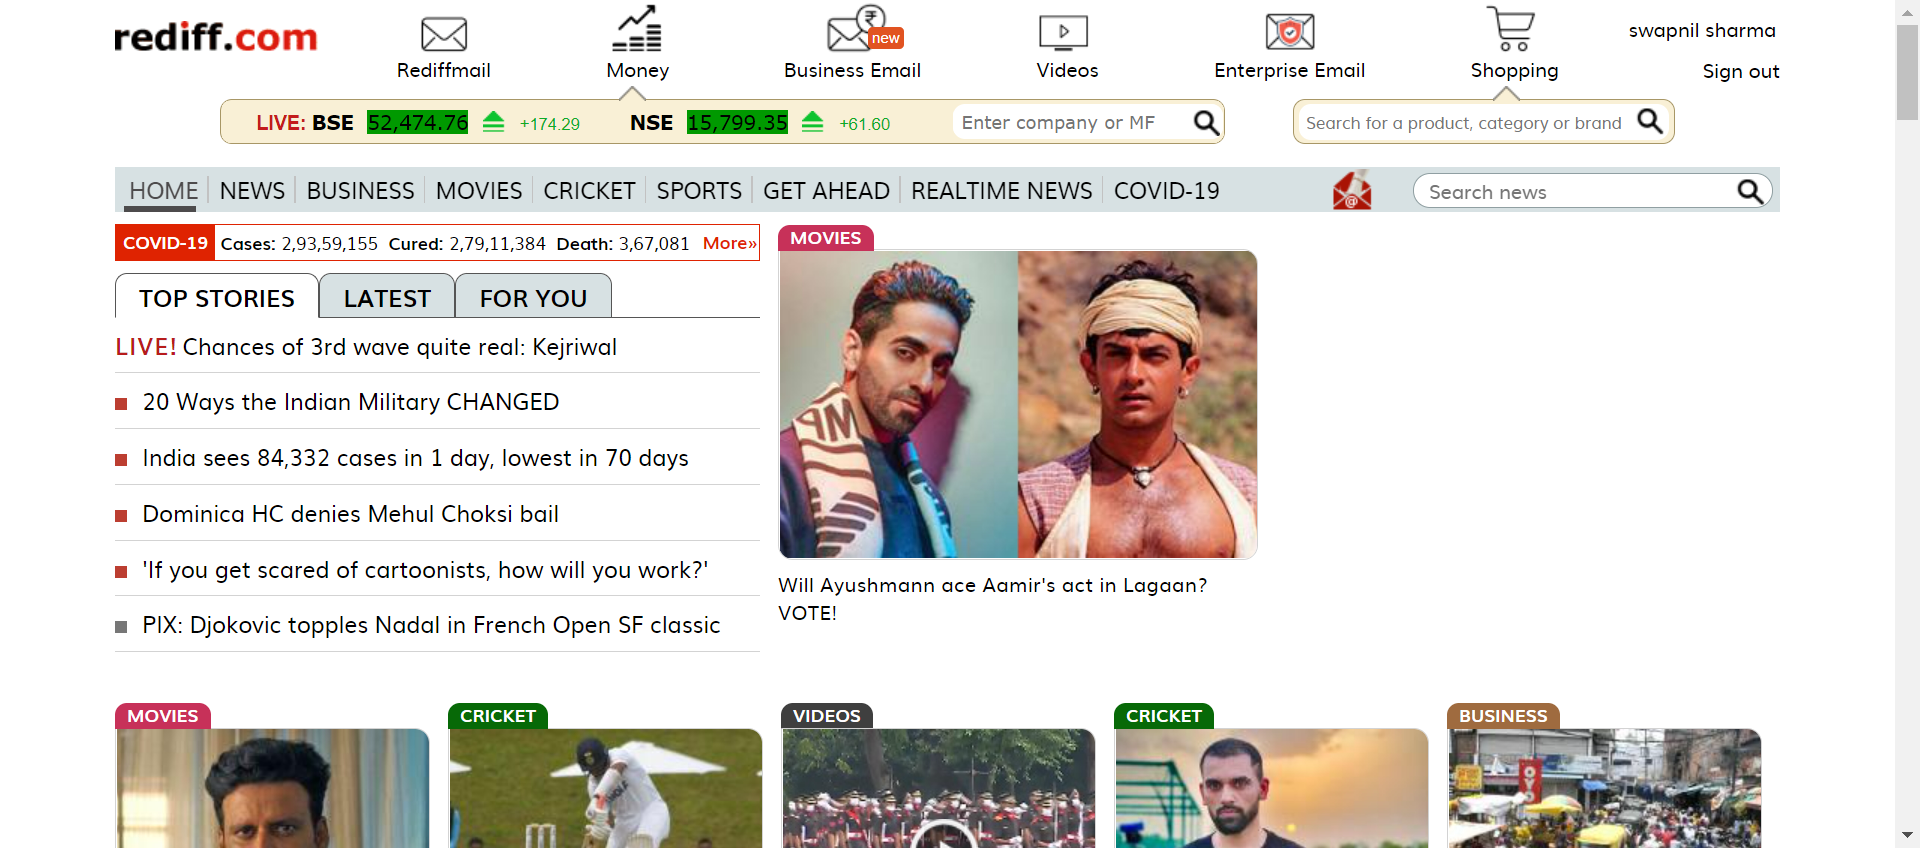 rediff.com
Rediffmail
Money
new
Business Email
Videos
Enterprise Email
Shopping
swapnil sharma
Sign out
LIVE: BSE 52,474.76 +174.29 NSE 15,799.35 +61.60 Enter company or MF
Search for a product, category or brand
HOME NEWS BUSINESS MOVIES CRICKET SPORTS GET AHEAD REALTIME NEWS COVID-19
Search news
COVID-19 Cases: 2,93,59,155 Cured: 2,79,11,384 Death: 3,67,081 More»
TOP STORIES LATEST FOR YOU
LIVE! Chances of 3rd wave quite real: Kejriwal
20 Ways the Indian Military CHANGED
India sees 84,332 cases in 1 day, lowest in 70 days
Dominica HC denies Mehul Choksi bail
'If you get scared of cartoonists, how will you work?'
PIX: Djokovic topples Nadal in French Open SF classic
MOVIES
Will Ayushmann ace Aamir's act in Lagaan?
VOTE!
MOVIES
CRICKET
VIDEOS
CRICKET
BUSINESS